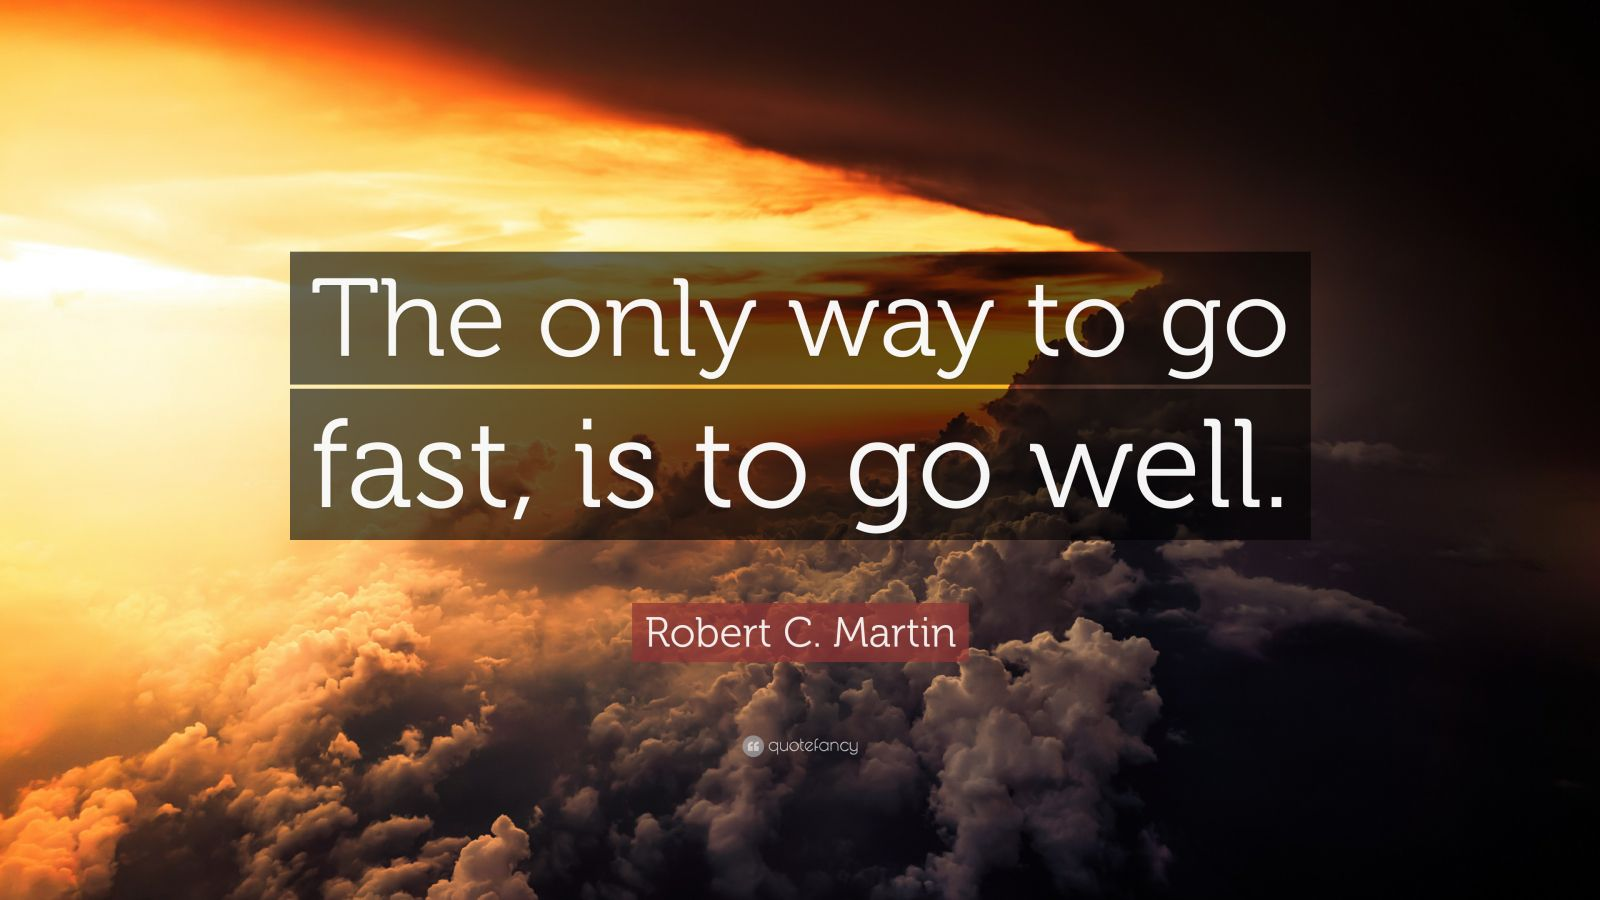 The only way to go
fast, is to go well.
Robert C. Martin
quotefancy